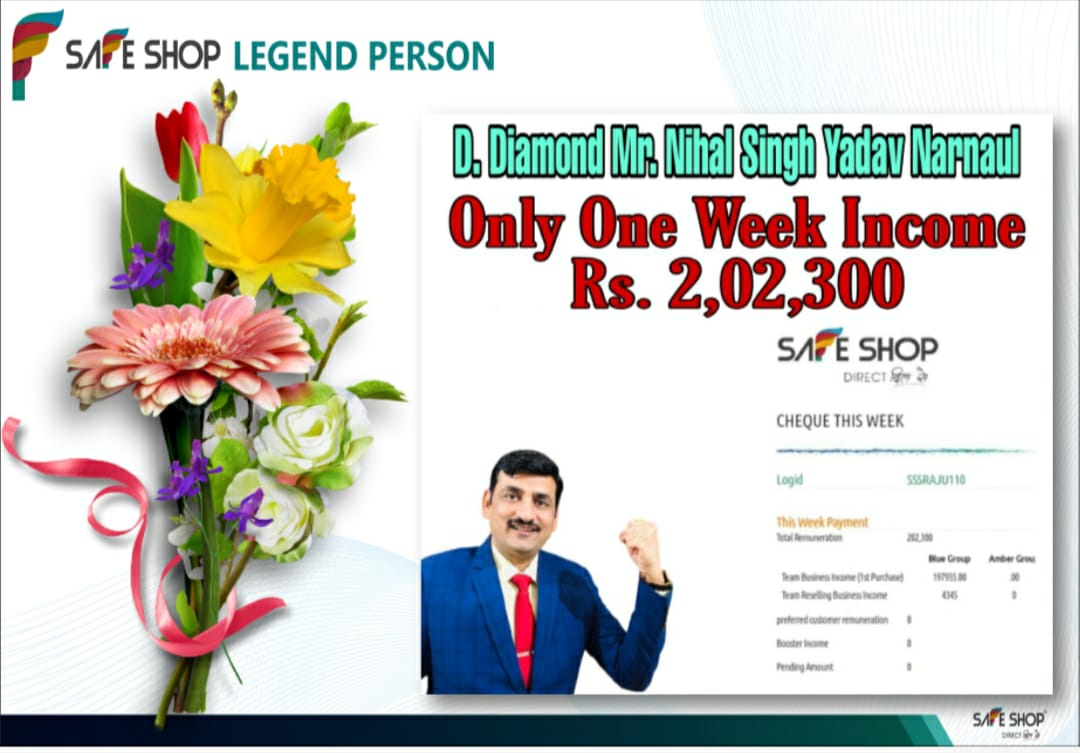 SAFE SHOP LEGEND PERSON
D. Diamond Mr. Nihal Singh Yadav Narnaul
Only One Week Income
Rs. 2,02,300
SAFE SHOP
DIRECT दिल से
CHEQUE THIS WEEK
Logid SSSRAJU110
This Week Payment
Total Remuneration 202,300
Blue Group Amber Grou
Team Business Income (1st Purchase) 197955.00 .00
Team Reselling Business Income 4345 0
preferred customer remuneration 0
Booster Income 0
Pending Amount 0
SAFE SHOP
DIRECT दिल से